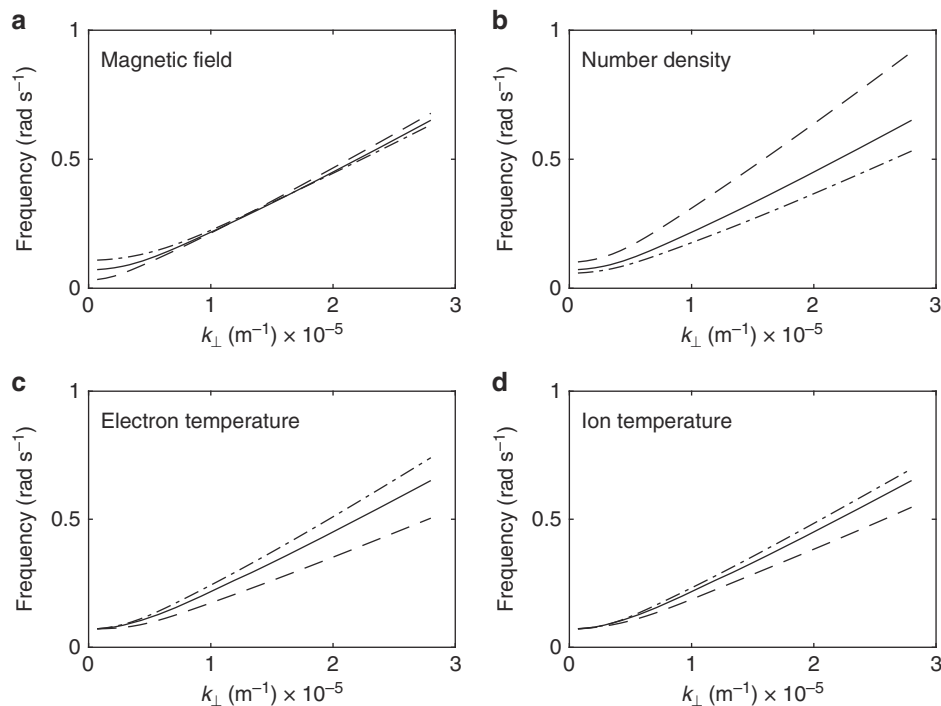 a
Magnetic field
Frequency (rad s⁻¹)
1
0.5
0
0 1 2 3
k⊥ (m⁻¹) × 10⁻⁵
b
Number density
Frequency (rad s⁻¹)
1
0.5
0
0 1 2 3
k⊥ (m⁻¹) × 10⁻⁵
c
Electron temperature
Frequency (rad s⁻¹)
1
0.5
0
0 1 2 3
k⊥ (m⁻¹) × 10⁻⁵
d
Ion temperature
Frequency (rad s⁻¹)
1
0.5
0
0 1 2 3
k⊥ (m⁻¹) × 10⁻⁵